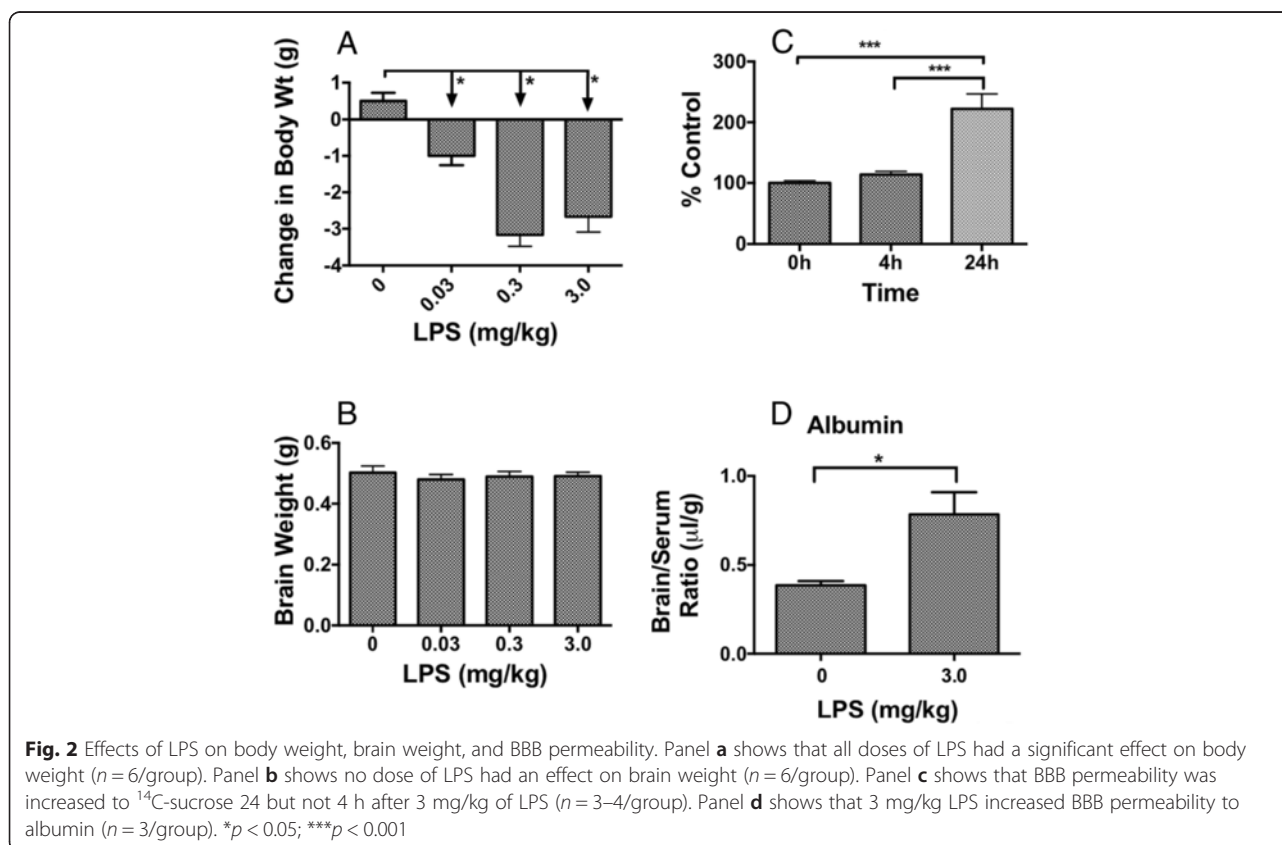 A
Change in Body Wt (g)
1
0
-1
-2
-3
-4
* * *
0 0.03 0.3 3.0
LPS (mg/kg)
C
% Control
300
200
100
0
***
***
0h 4h 24h
Time
B
Brain Weight (g)
0.6
0.4
0.2
0.0
0 0.03 0.3 3.0
LPS (mg/kg)
D
Albumin
Brain/Serum
Ratio (µl/g)
1.0
0.5
0.0
*
0 3.0
LPS (mg/kg)
Fig. 2 Effects of LPS on body weight, brain weight, and BBB permeability. Panel a shows that all doses of LPS had a significant effect on body
weight (n = 6/group). Panel b shows no dose of LPS had an effect on brain weight (n = 6/group). Panel c shows that BBB permeability was
increased to ¹⁴C-sucrose 24 but not 4 h after 3 mg/kg of LPS (n = 3–4/group). Panel d shows that 3 mg/kg LPS increased BBB permeability to
albumin (n = 3/group). *p < 0.05; ***p < 0.001